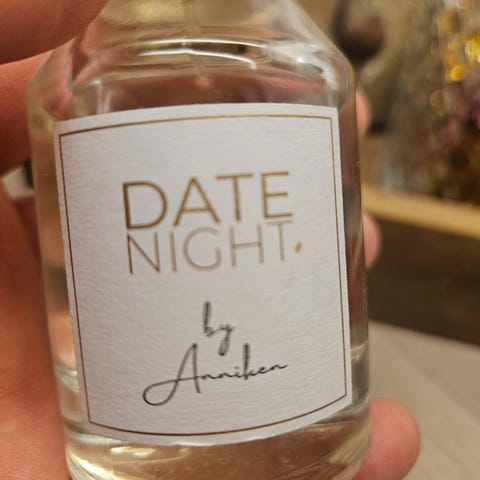 DATE
NIGHT.
by
Anniken